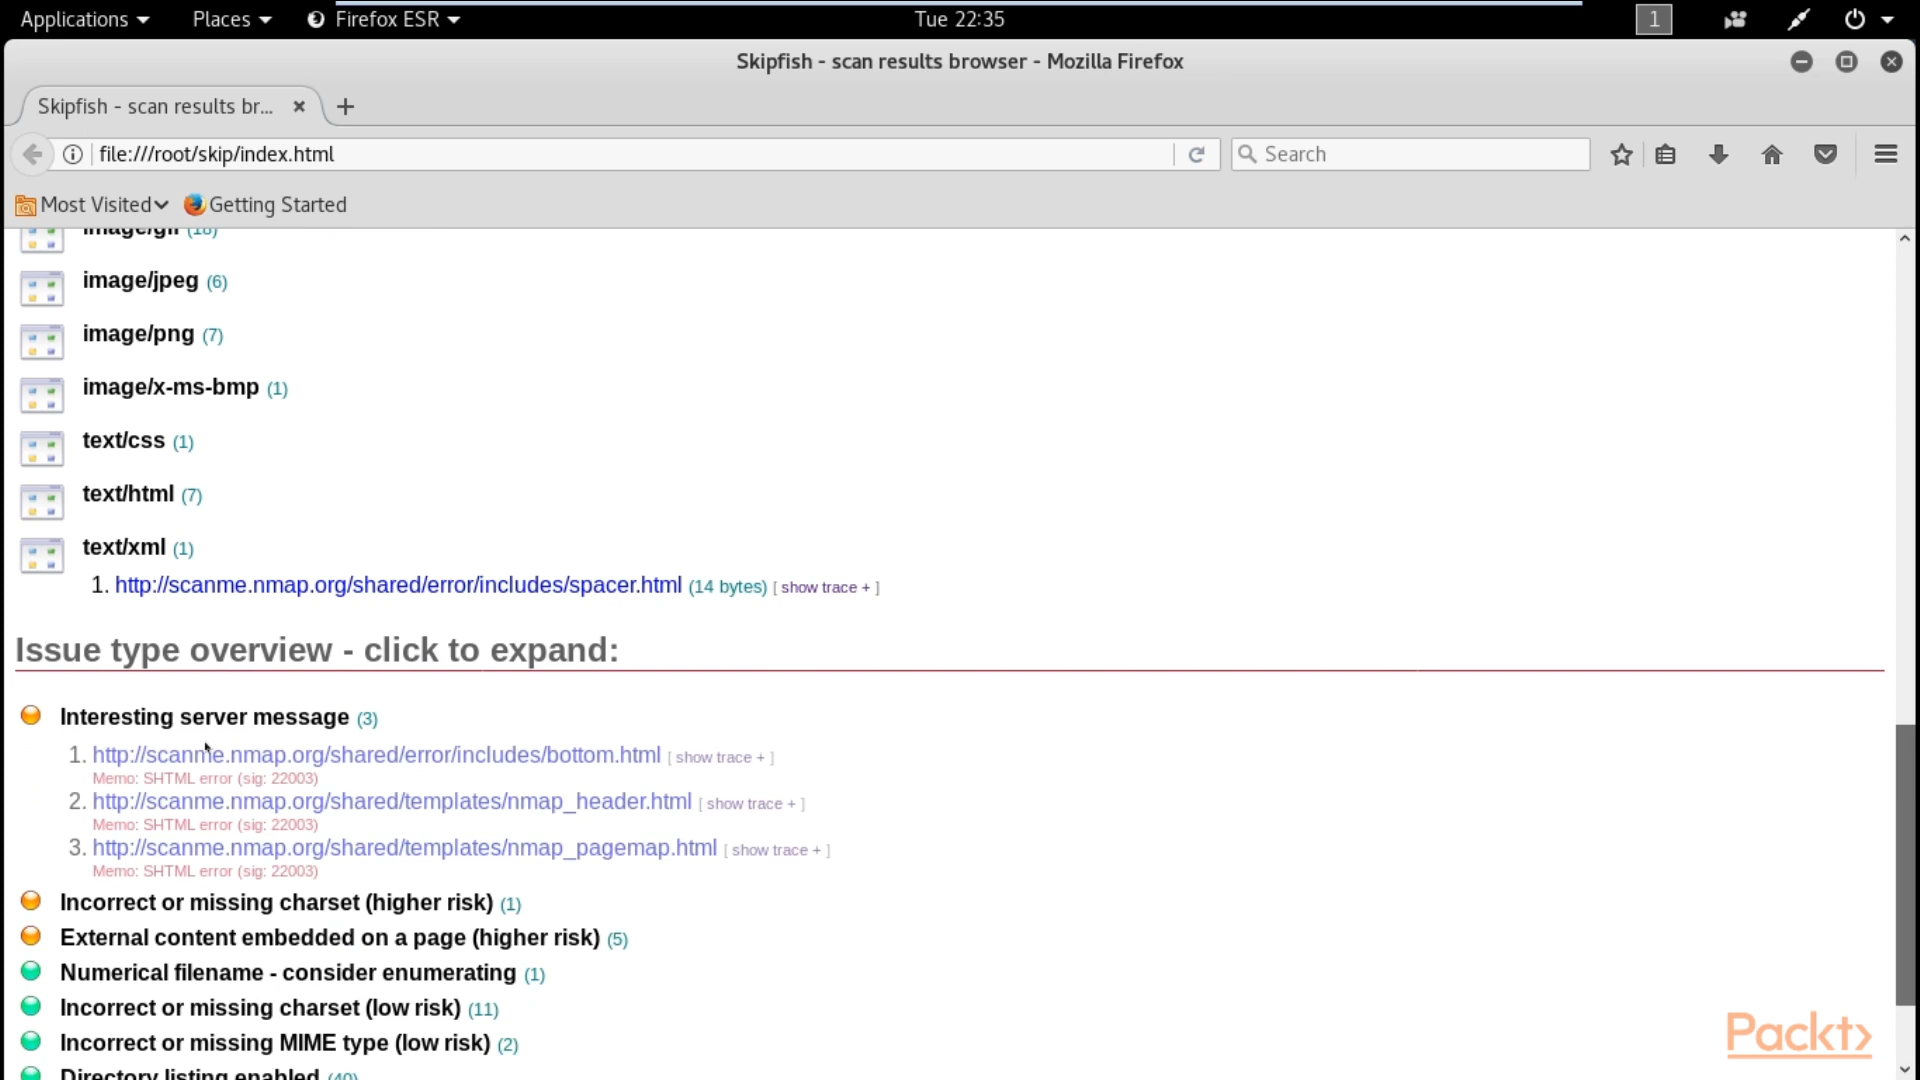 Applications Places Firefox ESR Tue 22:35 1
Skipfish - scan results browser - Mozilla Firefox
Skipfish - scan results br...
file:///root/skip/index.html Search
Most Visited Getting Started
image/gif (18)
image/jpeg (6)
image/png (7)
image/x-ms-bmp (1)
text/css (1)
text/html (7)
text/xml (1)
1. http://scanme.nmap.org/shared/error/includes/spacer.html (14 bytes) [ show trace + ]
Issue type overview - click to expand:
Interesting server message (3)
1. http://scanme.nmap.org/shared/error/includes/bottom.html [ show trace + ]
Memo: SHTML error (sig: 22003)
2. http://scanme.nmap.org/shared/templates/nmap_header.html [ show trace + ]
Memo: SHTML error (sig: 22003)
3. http://scanme.nmap.org/shared/templates/nmap_pagemap.html [ show trace + ]
Memo: SHTML error (sig: 22003)
Incorrect or missing charset (higher risk) (1)
External content embedded on a page (higher risk) (5)
Numerical filename - consider enumerating (1)
Incorrect or missing charset (low risk) (11)
Incorrect or missing MIME type (low risk) (2)
Directory listing enabled (40)
Packt>